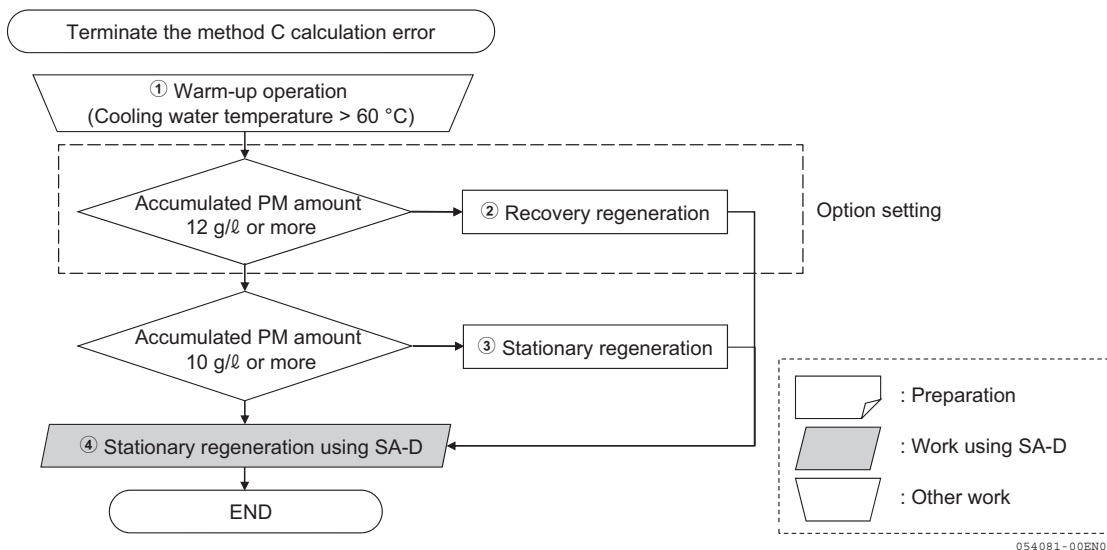 Terminate the method C calculation error
① Warm-up operation
(Cooling water temperature > 60 °C)
Accumulated PM amount
12 g/ℓ or more
② Recovery regeneration
Option setting
Accumulated PM amount
10 g/ℓ or more
③ Stationary regeneration
④ Stationary regeneration using SA-D
END
: Preparation
: Work using SA-D
: Other work
054081-00EN0